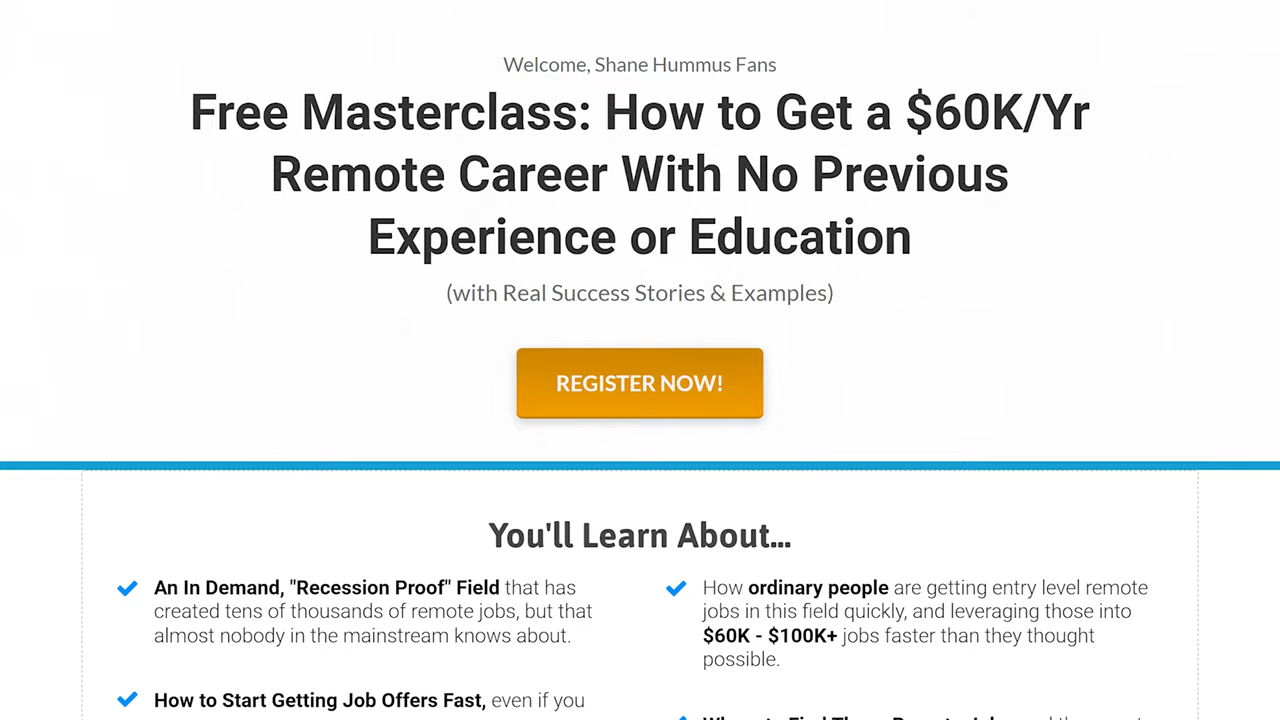 Welcome, Shane Hummus Fans
Free Masterclass: How to Get a $60K/Yr
Remote Career With No Previous
Experience or Education
(with Real Success Stories & Examples)
REGISTER NOW!
You'll Learn About...
An In Demand, "Recession Proof" Field that has
created tens of thousands of remote jobs, but that
almost nobody in the mainstream knows about.
How to Start Getting Job Offers Fast, even if you
How ordinary people are getting entry level remote
jobs in this field quickly, and leveraging those into
$60K - $100K+ jobs faster than they thought
possible.